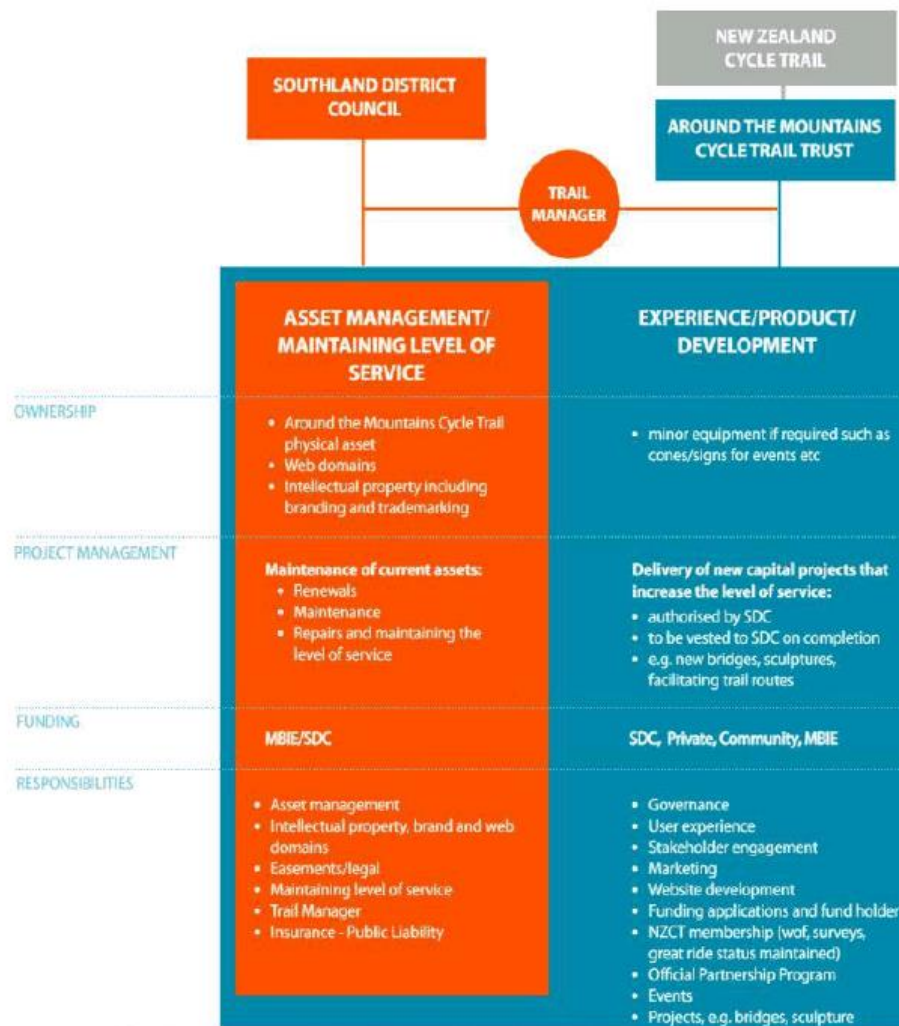 NEW ZEALAND
CYCLE TRAIL
SOUTHLAND DISTRICT
COUNCIL
AROUND THE MOUNTAINS
CYCLE TRAIL TRUST
TRAIL
MANAGER
ASSET MANAGEMENT/
MAINTAINING LEVEL OF
SERVICE
EXPERIENCE/PRODUCT/
DEVELOPMENT
OWNERSHIP
• Around the Mountains Cycle Trail
physical asset
• Web domains
• Intellectual property including
branding and trademarking
• minor equipment if required such as
cones/signs for events etc
PROJECT MANAGEMENT
Maintenance of current assets:
• Renewals
• Maintenance
• Repairs and maintaining the
level of service
Delivery of new capital projects that
increase the level of service:
• authorised by SDC
• to be vested to SDC on completion
• e.g. new bridges, sculptures,
facilitating trail routes
FUNDING
MBIE/SDC
SDC, Private, Community, MBIE
RESPONSIBILITIES
• Asset management
• Intellectual property, brand and web
domains
• Easements/legal
• Maintaining level of service
• Trail Manager
• Insurance - Public Liability
• Governance
• User experience
• Stakeholder engagement
• Marketing
• Website development
• Funding applications and fund holder
• NZCT membership (wof, surveys,
great ride status maintained)
• Official Partnership Program
• Events
• Projects, e.g. bridges, sculpture